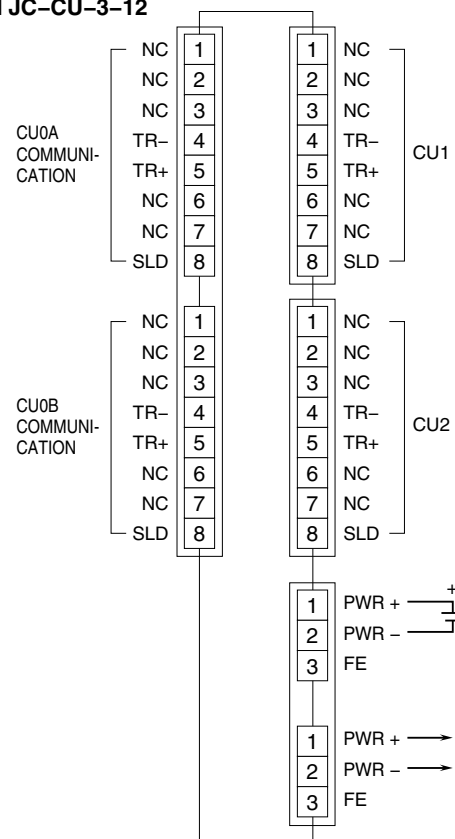 JC–CU–3–12
CU0A
COMMUNI-
CATION
NC 1
NC 2
NC 3
TR– 4
TR+ 5
NC 6
NC 7
SLD 8
1 NC
2 NC
3 NC
4 TR–
5 TR+
6 NC
7 NC
8 SLD
CU1
CU0B
COMMUNI-
CATION
NC 1
NC 2
NC 3
TR– 4
TR+ 5
NC 6
NC 7
SLD 8
1 NC
2 NC
3 NC
4 TR–
5 TR+
6 NC
7 NC
8 SLD
CU2
1 PWR + +
2 PWR –
3 FE
1 PWR +
2 PWR –
3 FE